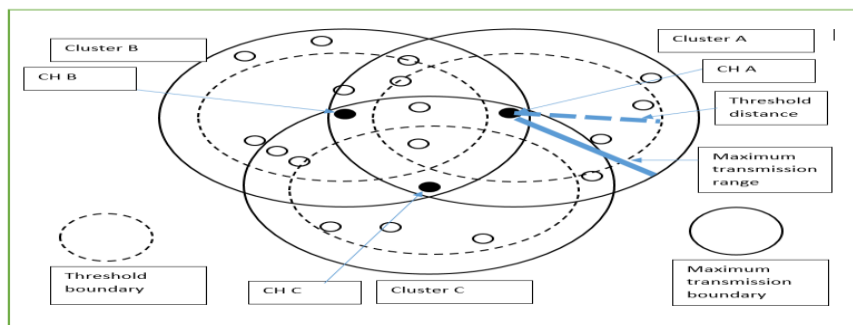 Cluster B
Cluster A
CH B
CH A
Threshold
distance
Maximum
transmission
range
Threshold
boundary
CH C
Cluster C
Maximum
transmission
boundary